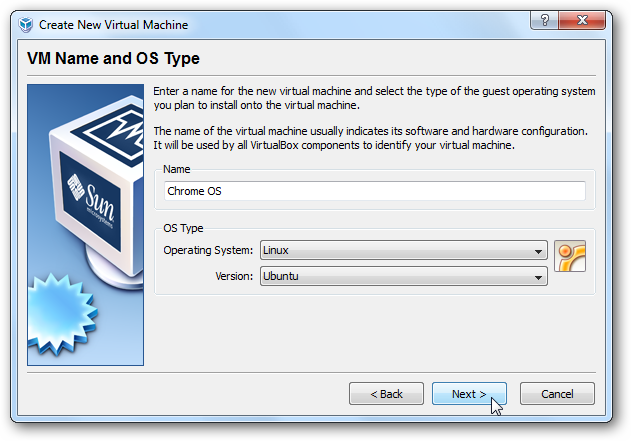 Create New Virtual Machine
VM Name and OS Type
Enter a name for the new virtual machine and select the type of the guest operating system
you plan to install onto the virtual machine.
The name of the virtual machine usually indicates its software and hardware configuration.
It will be used by all VirtualBox components to identify your virtual machine.
Sun
microsystems
Name
Chrome OS
OS Type
Operating System: Linux
Version: Ubuntu
< Back Next > Cancel